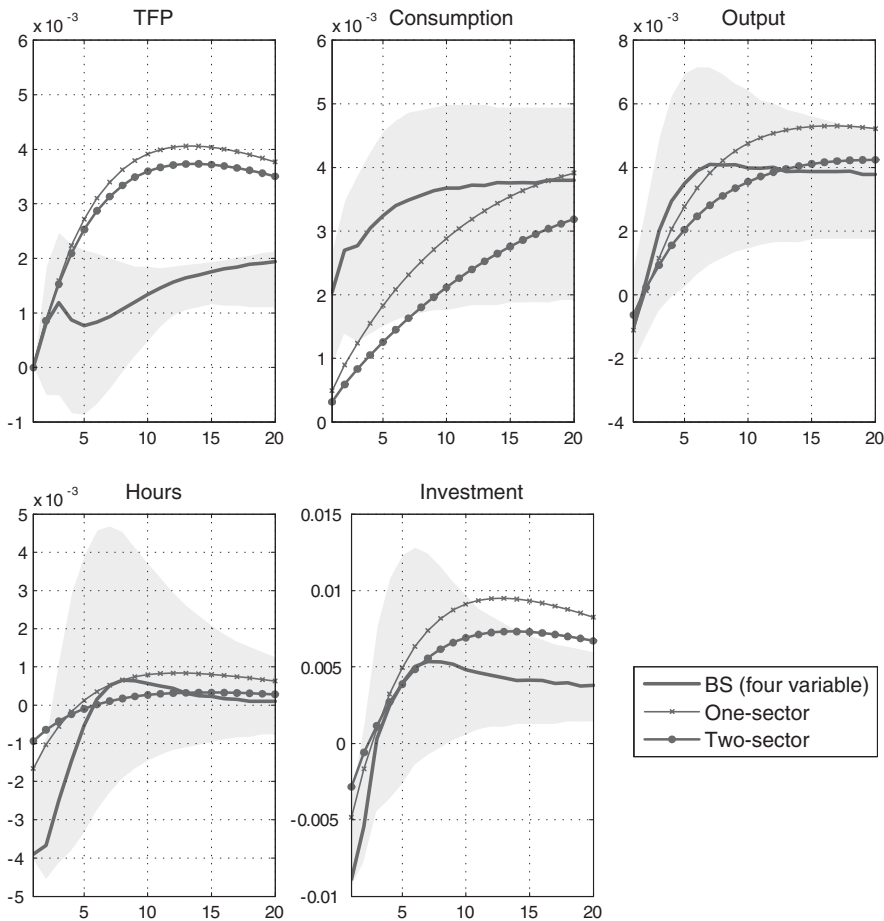 TFP
x 10^-3
6
5
4
3
2
1
0
-1
5 10 15 20
Consumption
x 10^-3
6
5
4
3
2
1
0
5 10 15 20
Output
x 10^-3
8
6
4
2
0
-2
-4
5 10 15 20
Hours
x 10^-3
5
4
3
2
1
0
-1
-2
-3
-4
-5
5 10 15 20
Investment
0.015
0.01
0.005
0
-0.005
-0.01
5 10 15 20
BS (four variable)
One-sector
Two-sector